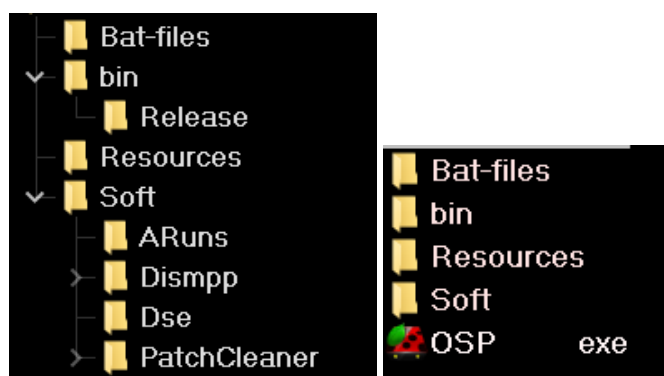 Bat-files
bin
Release
Resources
Soft
ARuns
Dismpp
Dse
PatchCleaner
Bat-files
bin
Resources
Soft
OSP exe